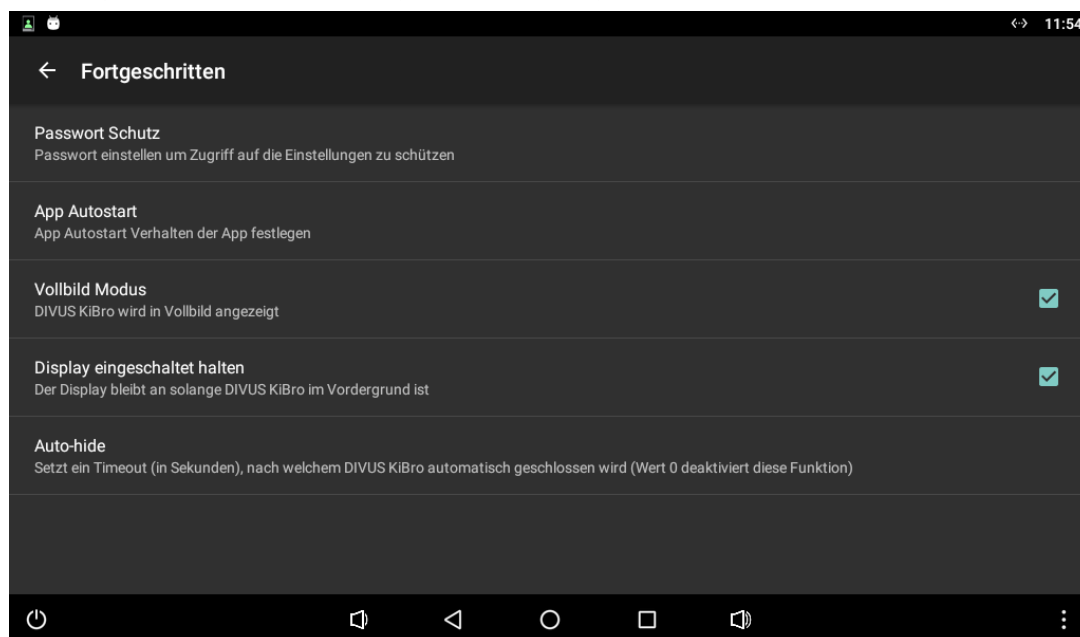 11:54
Fortgeschritten
Passwort Schutz
Passwort einstellen um Zugriff auf die Einstellungen zu schützen
App Autostart
App Autostart Verhalten der App festlegen
Vollbild Modus
DIVUS KiBro wird in Vollbild angezeigt
Display eingeschaltet halten
Der Display bleibt an solange DIVUS KiBro im Vordergrund ist
Auto-hide
Setzt ein Timeout (in Sekunden), nach welchem DIVUS KiBro automatisch geschlossen wird (Wert 0 deaktiviert diese Funktion)